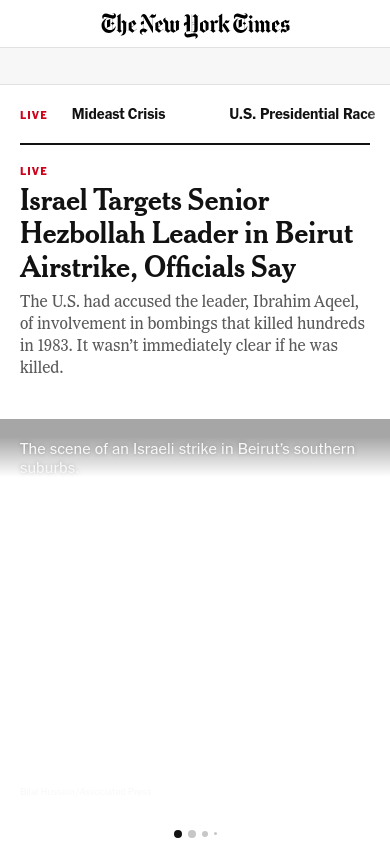 The New York Times
LIVE Mideast Crisis U.S. Presidential Race
LIVE
Israel Targets Senior
Hezbollah Leader in Beirut
Airstrike, Officials Say
The U.S. had accused the leader, Ibrahim Aqeel,
of involvement in bombings that killed hundreds
in 1983. It wasn’t immediately clear if he was
killed.
The scene of an Israeli strike in Beirut’s southern
suburbs.